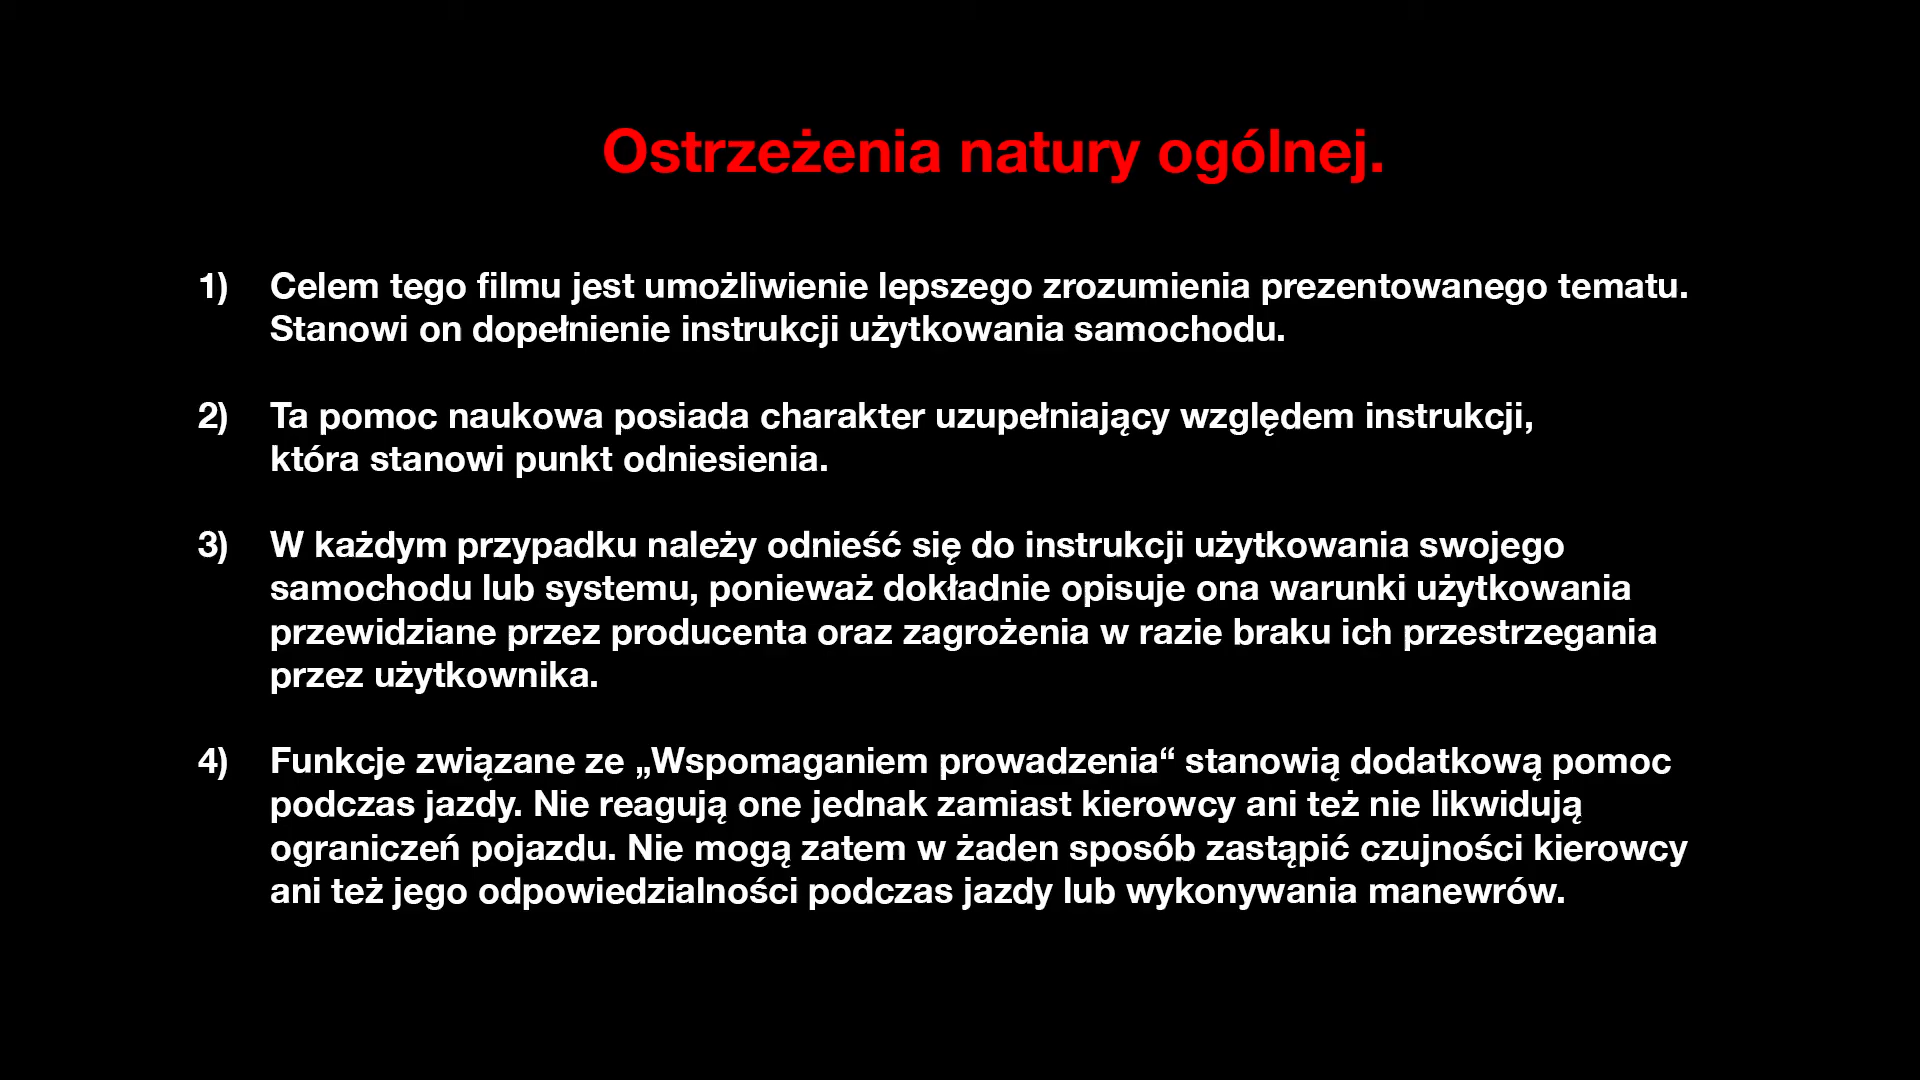 Ostrzeżenia natury ogólnej.
1) Celem tego filmu jest umożliwienie lepszego zrozumienia prezentowanego tematu.
Stanowi on dopełnienie instrukcji użytkowania samochodu.
2) Ta pomoc naukowa posiada charakter uzupełniający względem instrukcji,
która stanowi punkt odniesienia.
3) W każdym przypadku należy odnieść się do instrukcji użytkowania swojego
samochodu lub systemu, ponieważ dokładnie opisuje ona warunki użytkowania
przewidziane przez producenta oraz zagrożenia w razie braku ich przestrzegania
przez użytkownika.
4) Funkcje związane ze „Wspomaganiem prowadzenia“ stanowią dodatkową pomoc
podczas jazdy. Nie reagują one jednak zamiast kierowcy ani też nie likwidują
ograniczeń pojazdu. Nie mogą zatem w żaden sposób zastąpić czujności kierowcy
ani też jego odpowiedzialności podczas jazdy lub wykonywania manewrów.